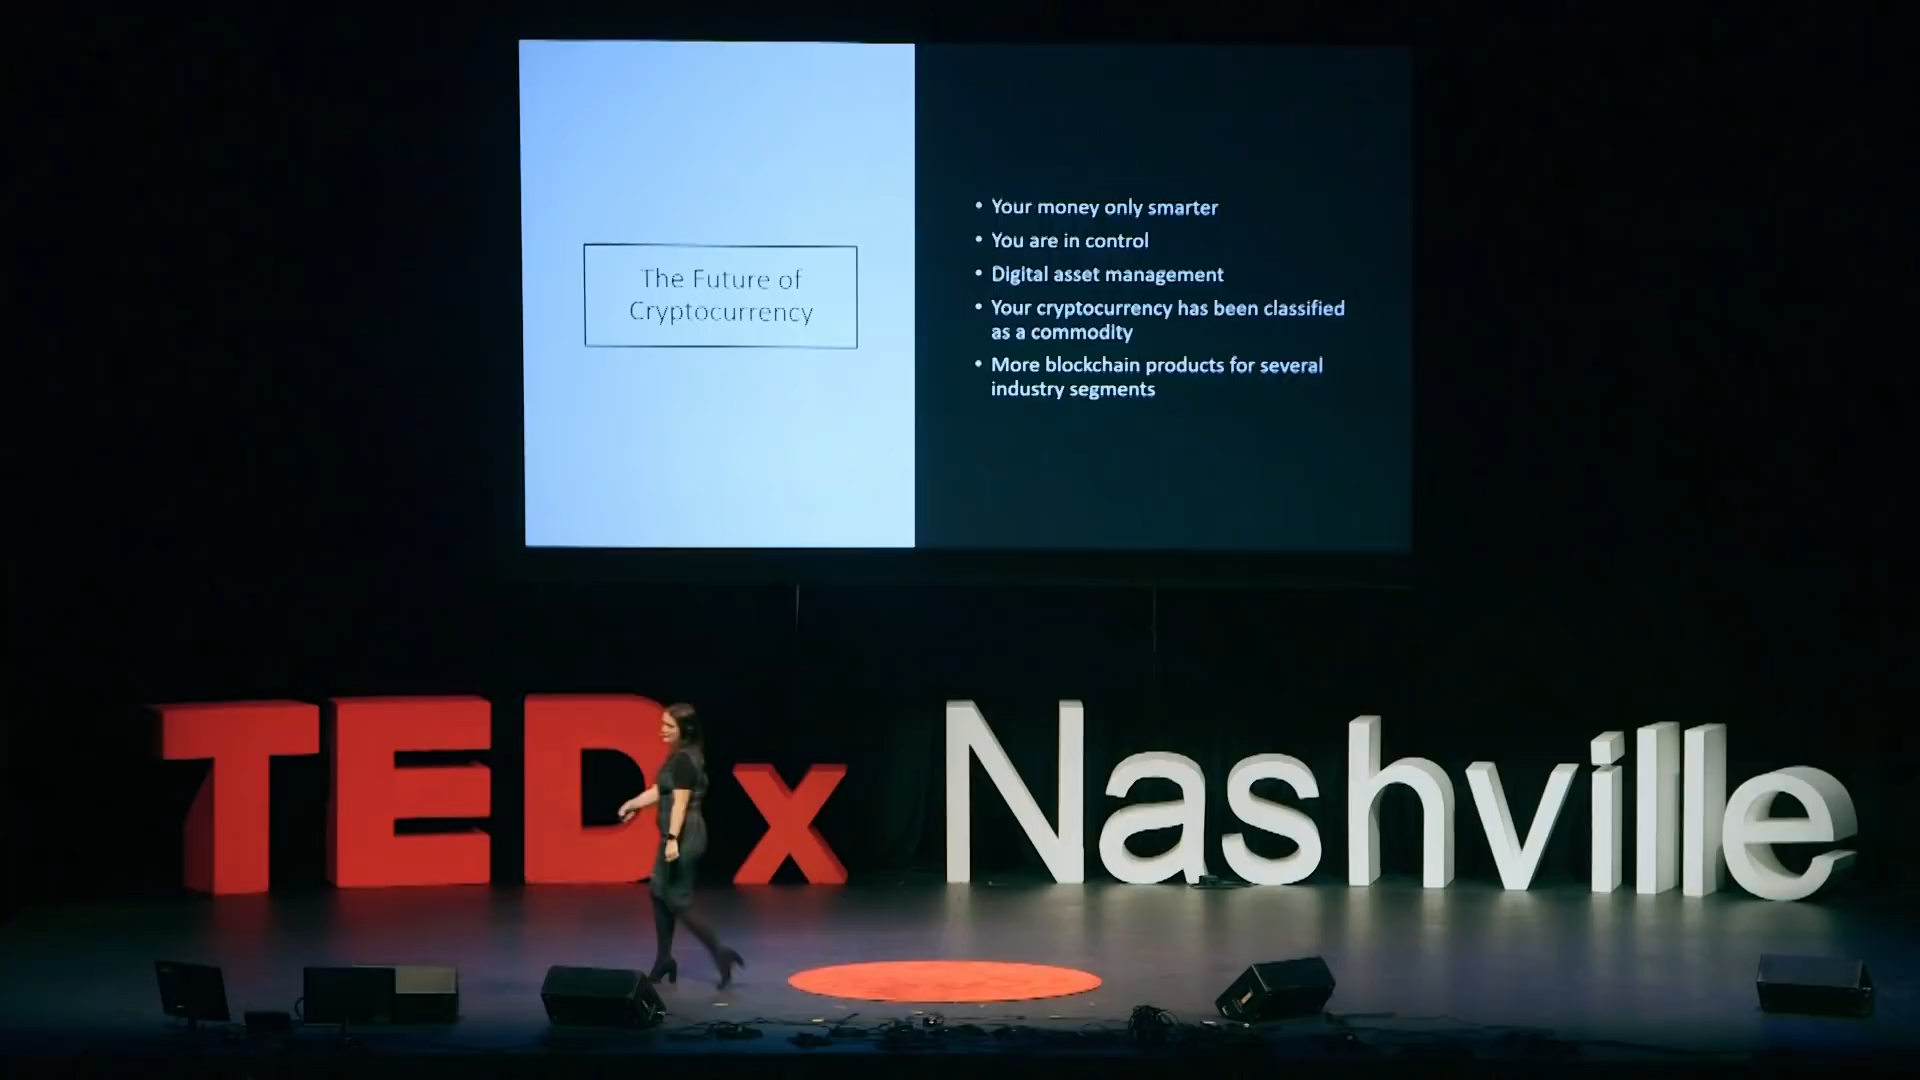 The Future of
Cryptocurrency
• Your money only smarter
• You are in control
• Digital asset management
• Your cryptocurrency has been classified
as a commodity
• More blockchain products for several
industry segments
TEDx Nashville